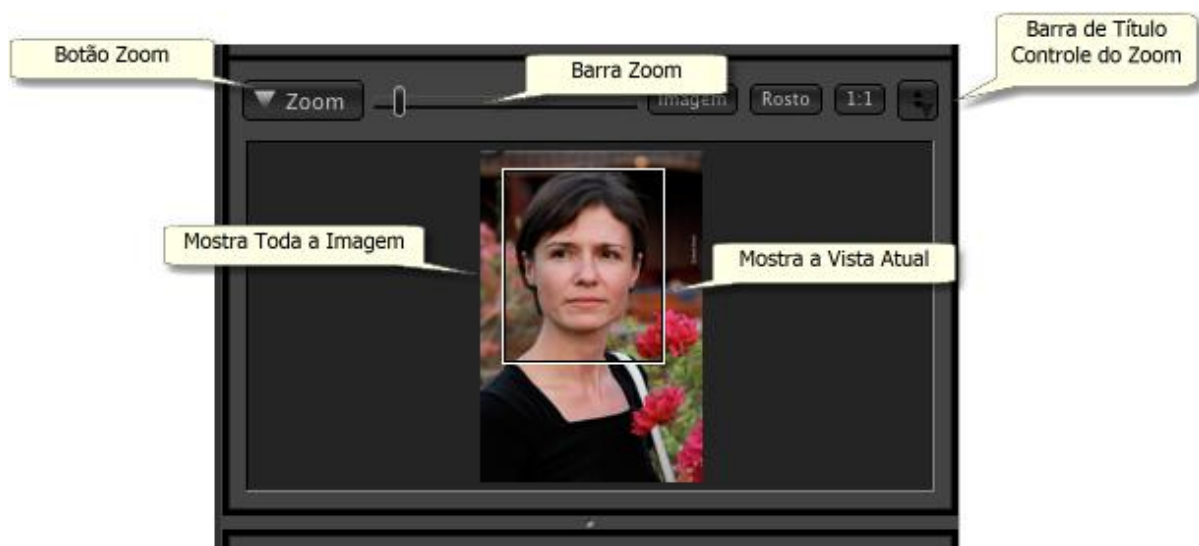 Barra de Título
Controle do Zoom
Botão Zoom
Barra Zoom
Zoom
Imagem
Rosto
1:1
Mostra Toda a Imagem
Mostra a Vista Atual